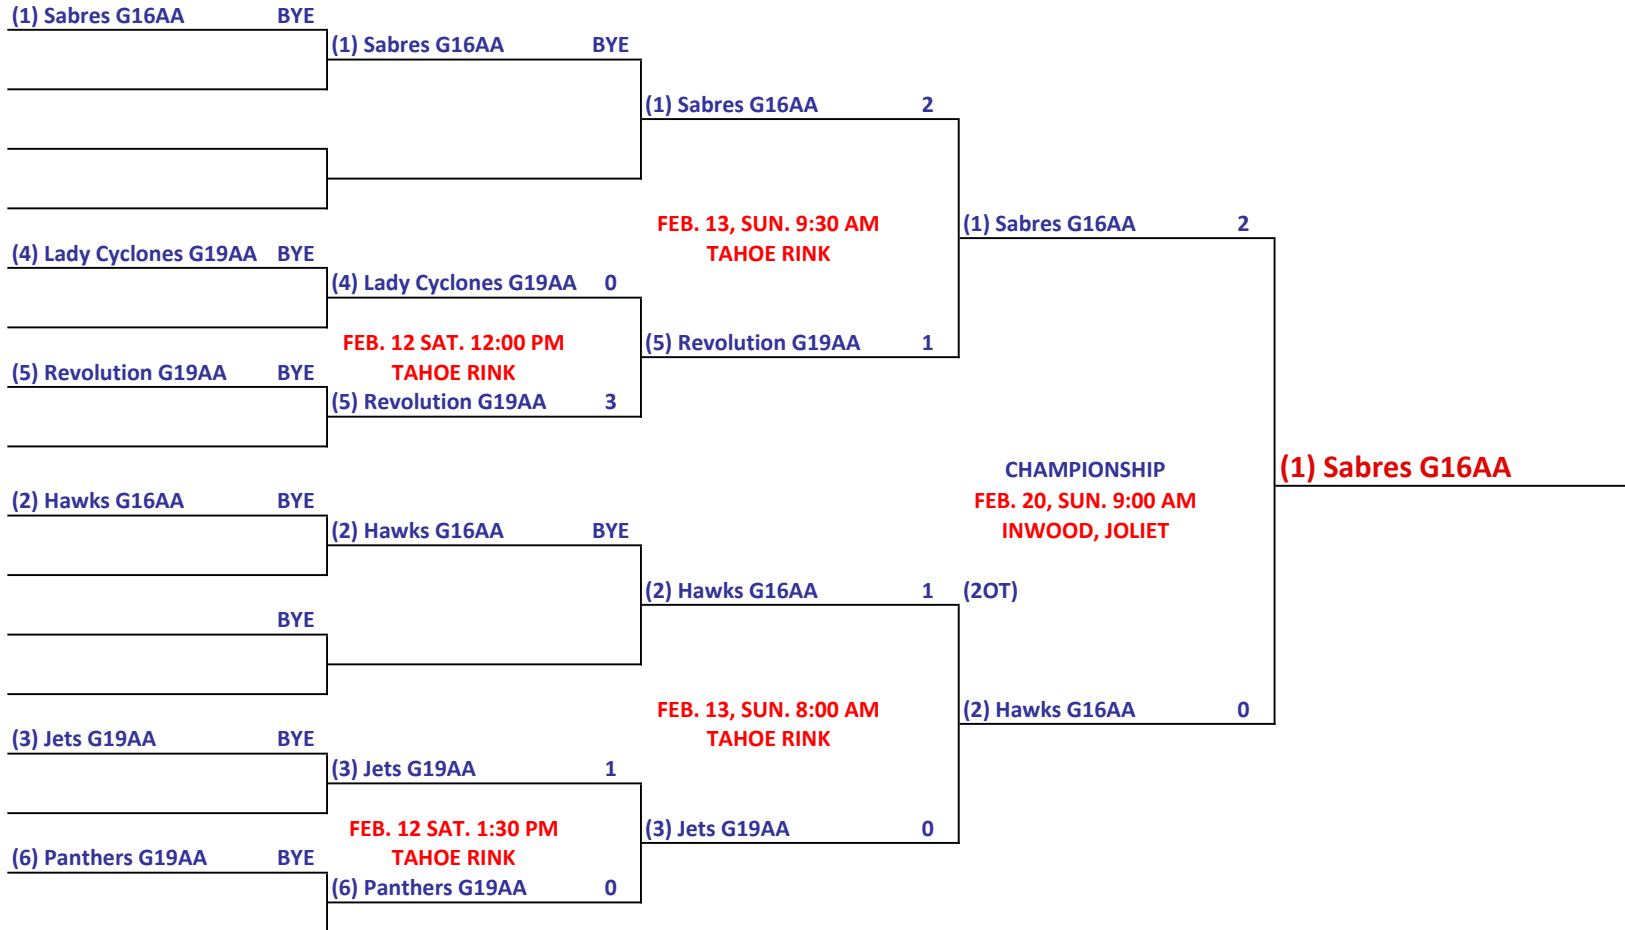 (1) Sabres G16AA BYE
(1) Sabres G16AA BYE
(1) Sabres G16AA 2
FEB. 13, SUN. 9:30 AM
TAHOE RINK
(1) Sabres G16AA 2
(4) Lady Cyclones G19AA BYE
(4) Lady Cyclones G19AA 0
FEB. 12 SAT. 12:00 PM
TAHOE RINK
(5) Revolution G19AA 1
(5) Revolution G19AA BYE
(5) Revolution G19AA 3
CHAMPIONSHIP
FEB. 20, SUN. 9:00 AM
INWOOD, JOLIET
(1) Sabres G16AA
(2) Hawks G16AA BYE
(2) Hawks G16AA BYE
(2) Hawks G16AA 1 (2OT)
BYE
FEB. 13, SUN. 8:00 AM
TAHOE RINK
(2) Hawks G16AA 0
(3) Jets G19AA BYE
(3) Jets G19AA 1
FEB. 12 SAT. 1:30 PM
TAHOE RINK
(3) Jets G19AA 0
(6) Panthers G19AA BYE
(6) Panthers G19AA 0